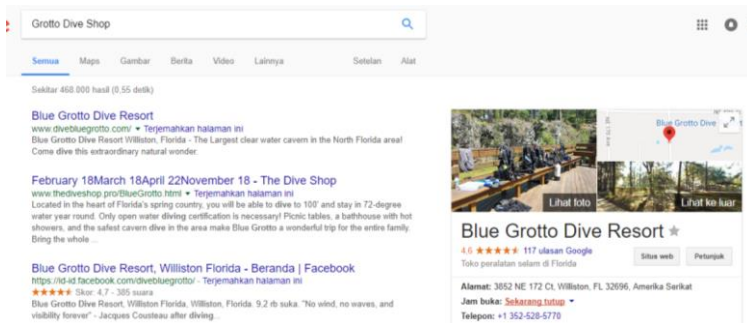 Grotto Dive Shop
Semua Maps Gambar Berita Video Lainnya Setelan Alat
Sekitar 468.000 hasil (0,55 detik)
Blue Grotto Dive Resort
www.divebluegrotto.com/ ▾ Terjemahkan halaman ini
Blue Grotto Dive Resort Williston, Florida - The Largest clear water cavern in the North Florida area!
Come dive this extraordinary natural wonder.
February 18March 18April 22November 18 - The Dive Shop
www.thediveshop.pro/BlueGrotto.html ▾ Terjemahkan halaman ini
Located in the heart of Florida's spring country, you will be able to dive to 100' and stay in 72-degree
water year round. Only open water diving certification is necessary! Picnic tables, a bathhouse with hot
showers, and the safest cavern dive in the area make Blue Grotto a wonderful trip for the entire family.
Bring the whole ...
Blue Grotto Dive Resort, Williston Florida - Beranda | Facebook
https://id-id.facebook.com/divebluegrotto/ - Terjemahkan halaman ini
★★★★★ Skor: 4,7 - 385 suara
Blue Grotto Dive Resort, Williston Florida, Williston, Florida. 9.2 rb suka. "No wind, no waves, and
visibility forever" - Jacques Cousteau after diving...
NE 172 Ave
Blue Grotto Dive
Lihat foto
Lihat ke luar
Blue Grotto Dive Resort ★
4.6 ★★★★★ 117 ulasan Google
Toko peralatan selam di Florida
Situs web Petunjuk
Alamat: 3852 NE 172 Ct, Williston, FL 32696, Amerika Serikat
Jam buka: Sekarang tutup ▾
Telepon: +1 352-528-5770